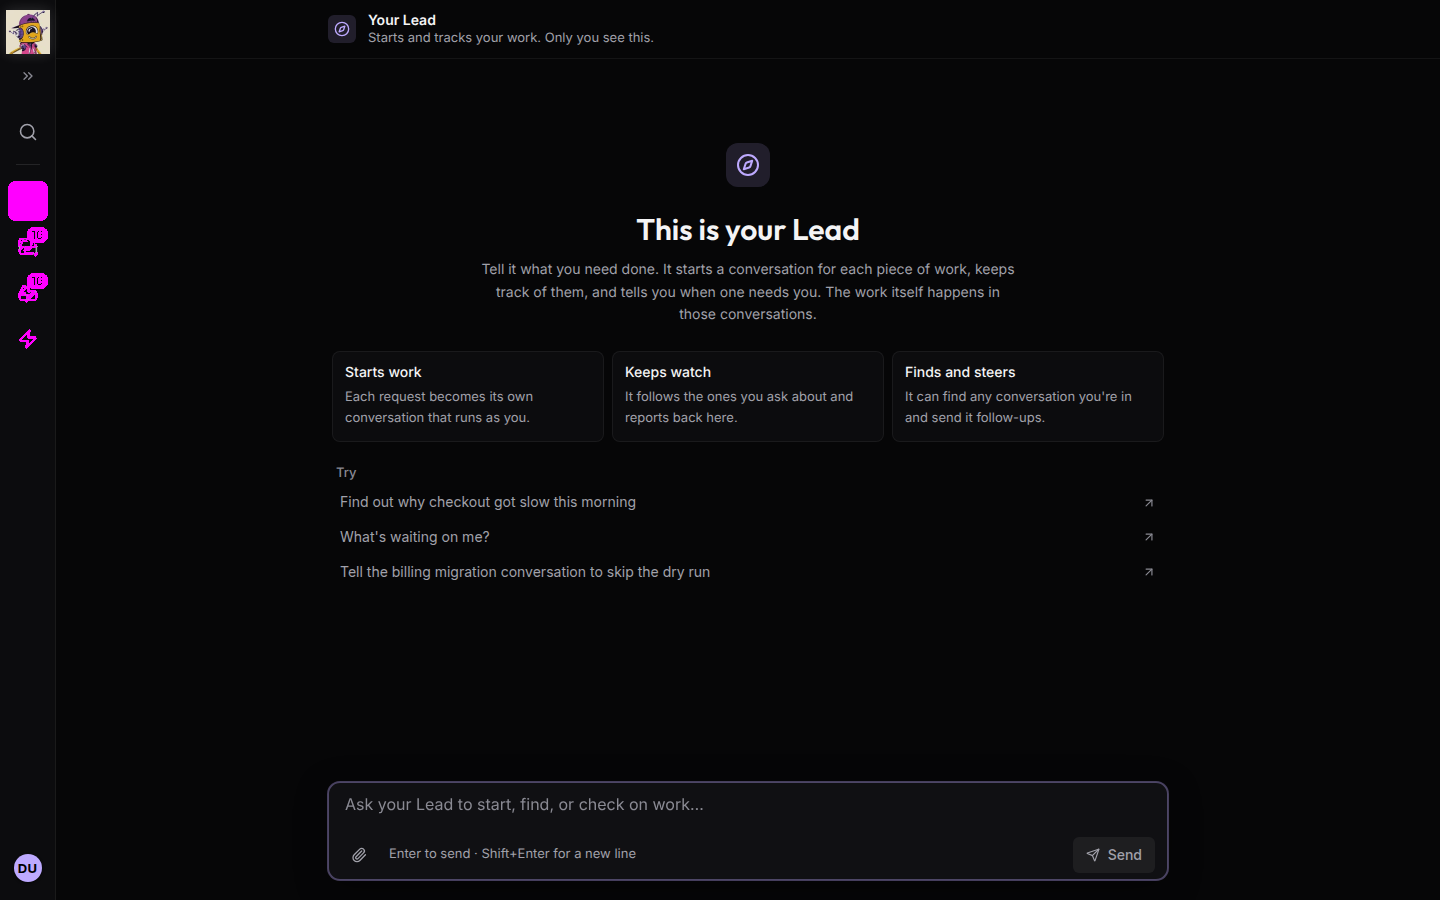 Your Lead
Starts and tracks your work. Only you see this.
This is your Lead
Tell it what you need done. It starts a conversation for each piece of work, keeps
track of them, and tells you when one needs you. The work itself happens in
those conversations.
Starts work
Each request becomes its own
conversation that runs as you.
Keeps watch
It follows the ones you ask about and
reports back here.
Finds and steers
It can find any conversation you're in
and send it follow-ups.
Try
Find out why checkout got slow this morning
What's waiting on me?
Tell the billing migration conversation to skip the dry run
Ask your Lead to start, find, or check on work...
Enter to send · Shift+Enter for a new line
Send
DU